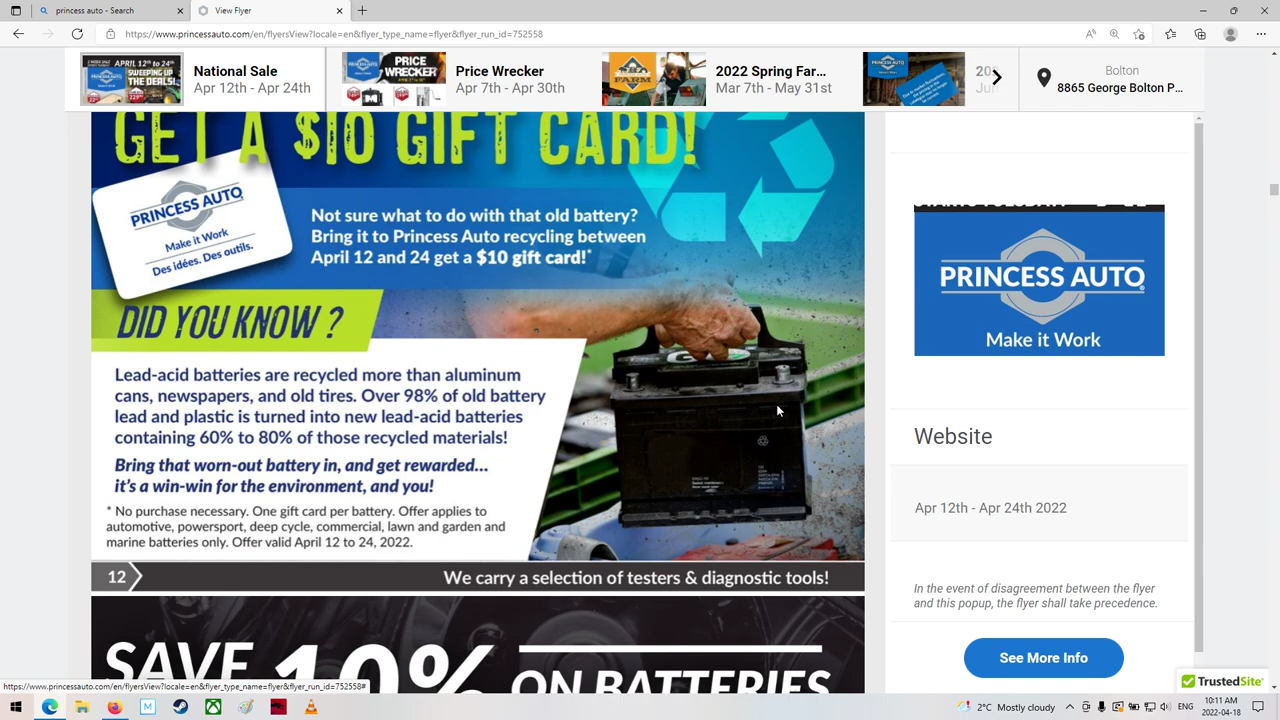 princess auto - Search
View Flyer
https://www.princessauto.com/en/flyersView?locale=en&flyer_type_name=flyer&flyer_run_id=752558
National Sale
Apr 12th - Apr 24th
Price Wrecker
Apr 7th - Apr 30th
2022 Spring Far...
Mar 7th - May 31st
Bolton
8865 George Bolton P...
GET A $10 GIFT CARD!
PRINCESS AUTO
Make it Work
Des idées. Des outils.
Not sure what to do with that old battery?
Bring it to Princess Auto recycling between
April 12 and 24 get a $10 gift card!*
DID YOU KNOW ?
Lead-acid batteries are recycled more than aluminum
cans, newspapers, and old tires. Over 98% of old battery
lead and plastic is turned into new lead-acid batteries
containing 60% to 80% of those recycled materials!
Bring that worn-out battery in, and get rewarded...
it's a win-win for the environment, and you!
* No purchase necessary. One gift card per battery. Offer applies to
automotive, powersport, deep cycle, commercial, lawn and garden and
marine batteries only. Offer valid April 12 to 24, 2022.
12
We carry a selection of testers & diagnostic tools!
SAVE 10% ON BATTERIES
PRINCESS AUTO
Make it Work
Website
Apr 12th - Apr 24th 2022
In the event of disagreement between the flyer
and this popup, the flyer shall take precedence.
See More Info
TrustedSite
https://www.princessauto.com/en/flyersView?locale=en&flyer_type_name=flyer&flyer_run_id=752558#
2°C Mostly cloudy
ENG
10:11 AM
2022-04-18